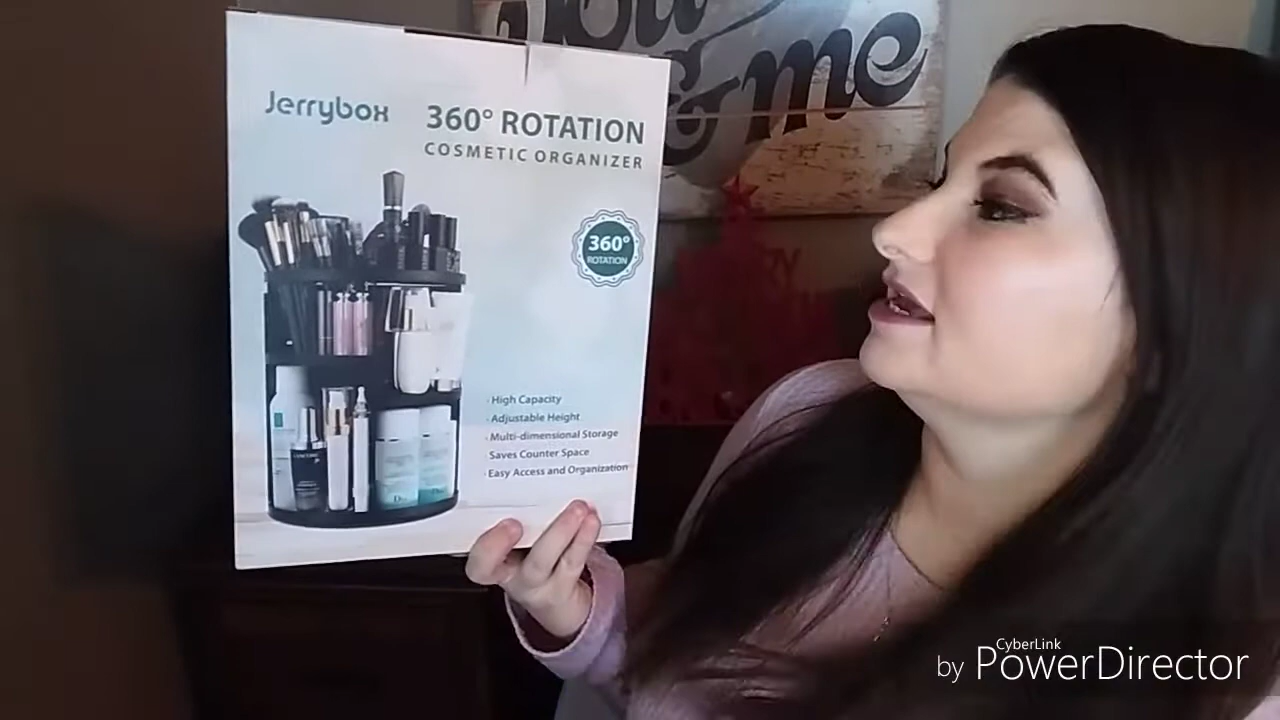 you
& me
Jerrybox
360° ROTATION
COSMETIC ORGANIZER
360°
ROTATION
· High Capacity
· Adjustable Height
· Multi-dimensional Storage
· Saves Counter Space
· Easy Access and Organization
CyberLink
by PowerDirector